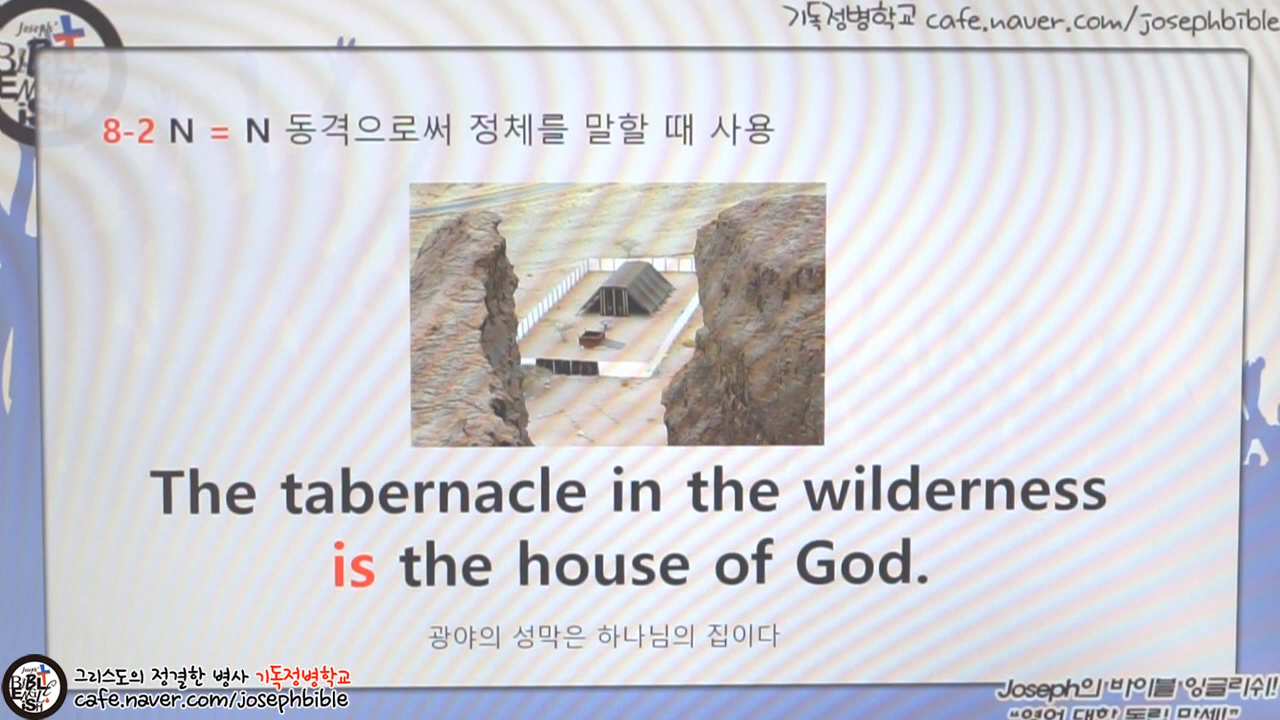 기독정병학교 cafe.naver.com/josephbible
8-2 N = N 동격으로써 정체를 말할 때 사용
The tabernacle in the wilderness
is the house of God.
광야의 성막은 하나님의 집이다
그리스도의 정결한 병사 기독정병학교
cafe.naver.com/josephbible
Joseph의 바이블 잉글리쉬!